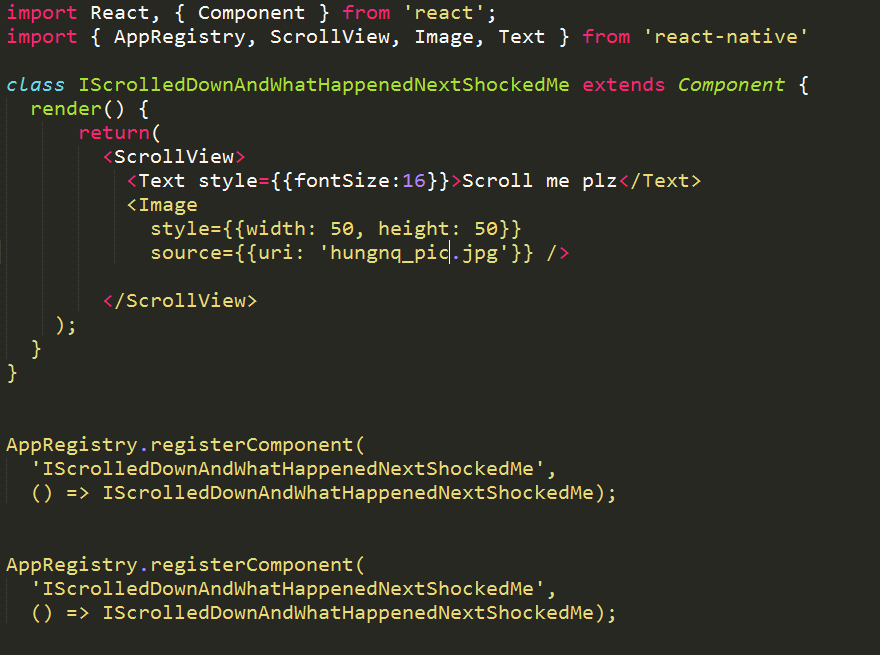 import React, { Component } from 'react';
import { AppRegistry, ScrollView, Image, Text } from 'react-native'
class IScrolledDownAndWhatHappenedNextShockedMe extends Component {
render() {
return(
<ScrollView>
<Text style={{fontSize:16}}>Scroll me plz</Text>
<Image
style={{width: 50, height: 50}}
source={{uri: 'hungnq_pic.jpg'}} />
</ScrollView>
);
}
}
AppRegistry.registerComponent(
'IScrolledDownAndWhatHappenedNextShockedMe',
() => IScrolledDownAndWhatHappenedNextShockedMe);
AppRegistry.registerComponent(
'IScrolledDownAndWhatHappenedNextShockedMe',
() => IScrolledDownAndWhatHappenedNextShockedMe);